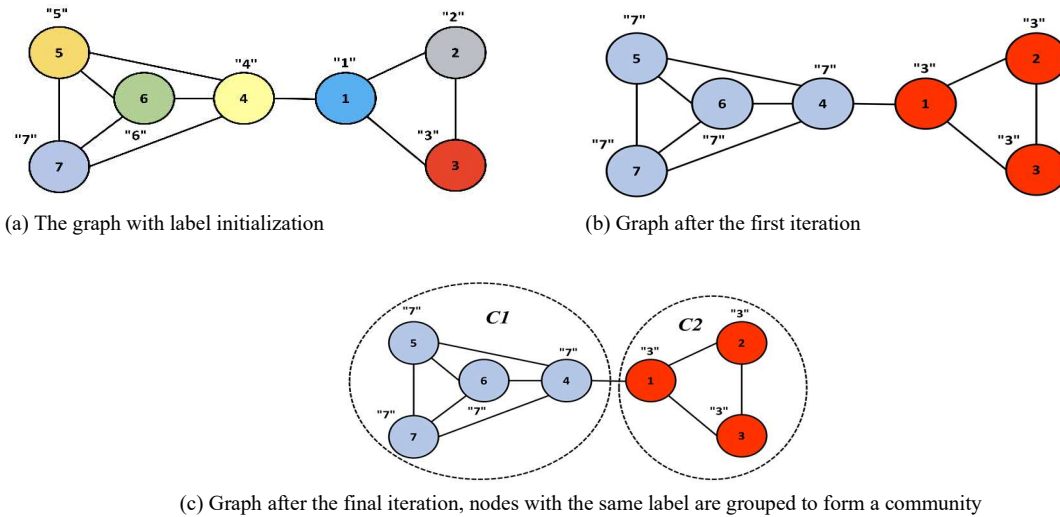 "5" "2"
5 "4" "1" 2
6 4 1
"7" "6" "3"
7 3
(a) The graph with label initialization
"7" "3"
5 "7" "3" 2
6 4 1
"7" "7" "3"
7 3
(b) Graph after the first iteration
C1 C2
"7" "3"
5 "7" "3" 2
6 4 1
"7" "7" "3"
7 3
(c) Graph after the final iteration, nodes with the same label are grouped to form a community